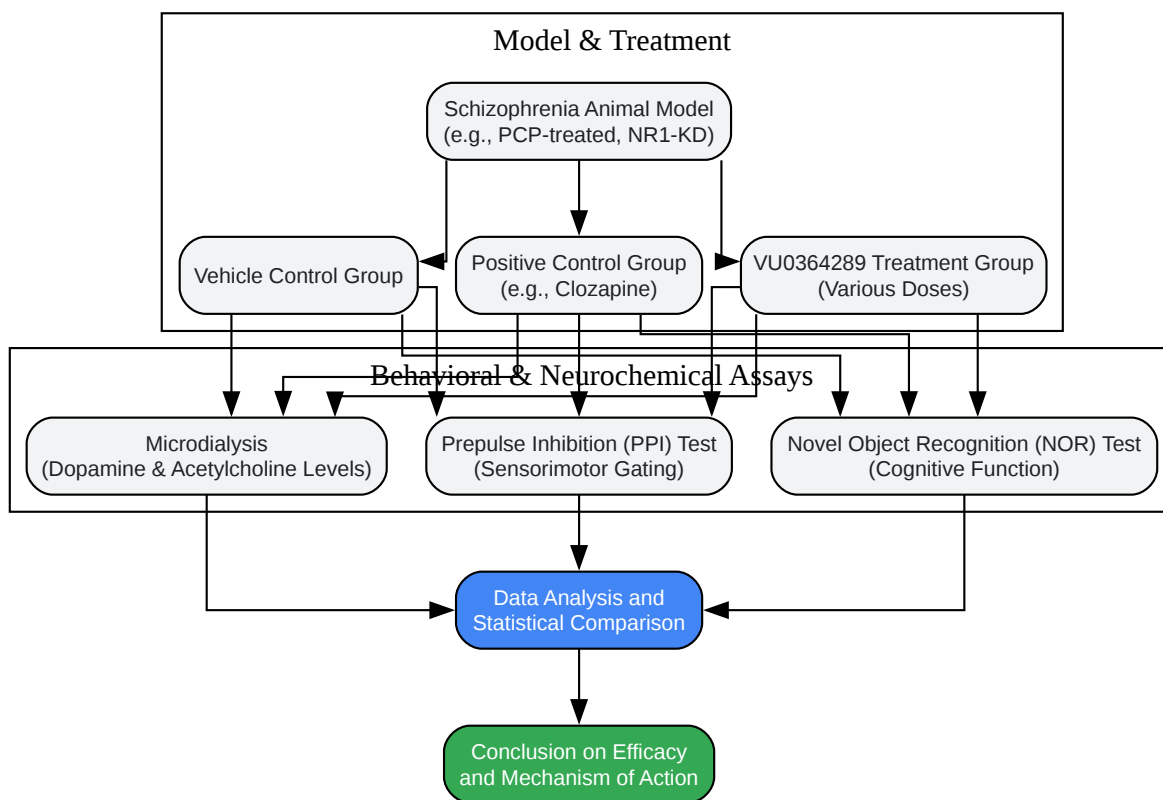 Model & Treatment
Schizophrenia Animal Model
(e.g., PCP-treated, NR1-KD)
Vehicle Control Group
Positive Control Group
(e.g., Clozapine)
VU0364289 Treatment Group
(Various Doses)
Behavioral & Neurochemical Assays
Microdialysis
(Dopamine & Acetylcholine Levels)
Prepulse Inhibition (PPI) Test
(Sensorimotor Gating)
Novel Object Recognition (NOR) Test
(Cognitive Function)
Data Analysis and
Statistical Comparison
Conclusion on Efficacy
and Mechanism of Action